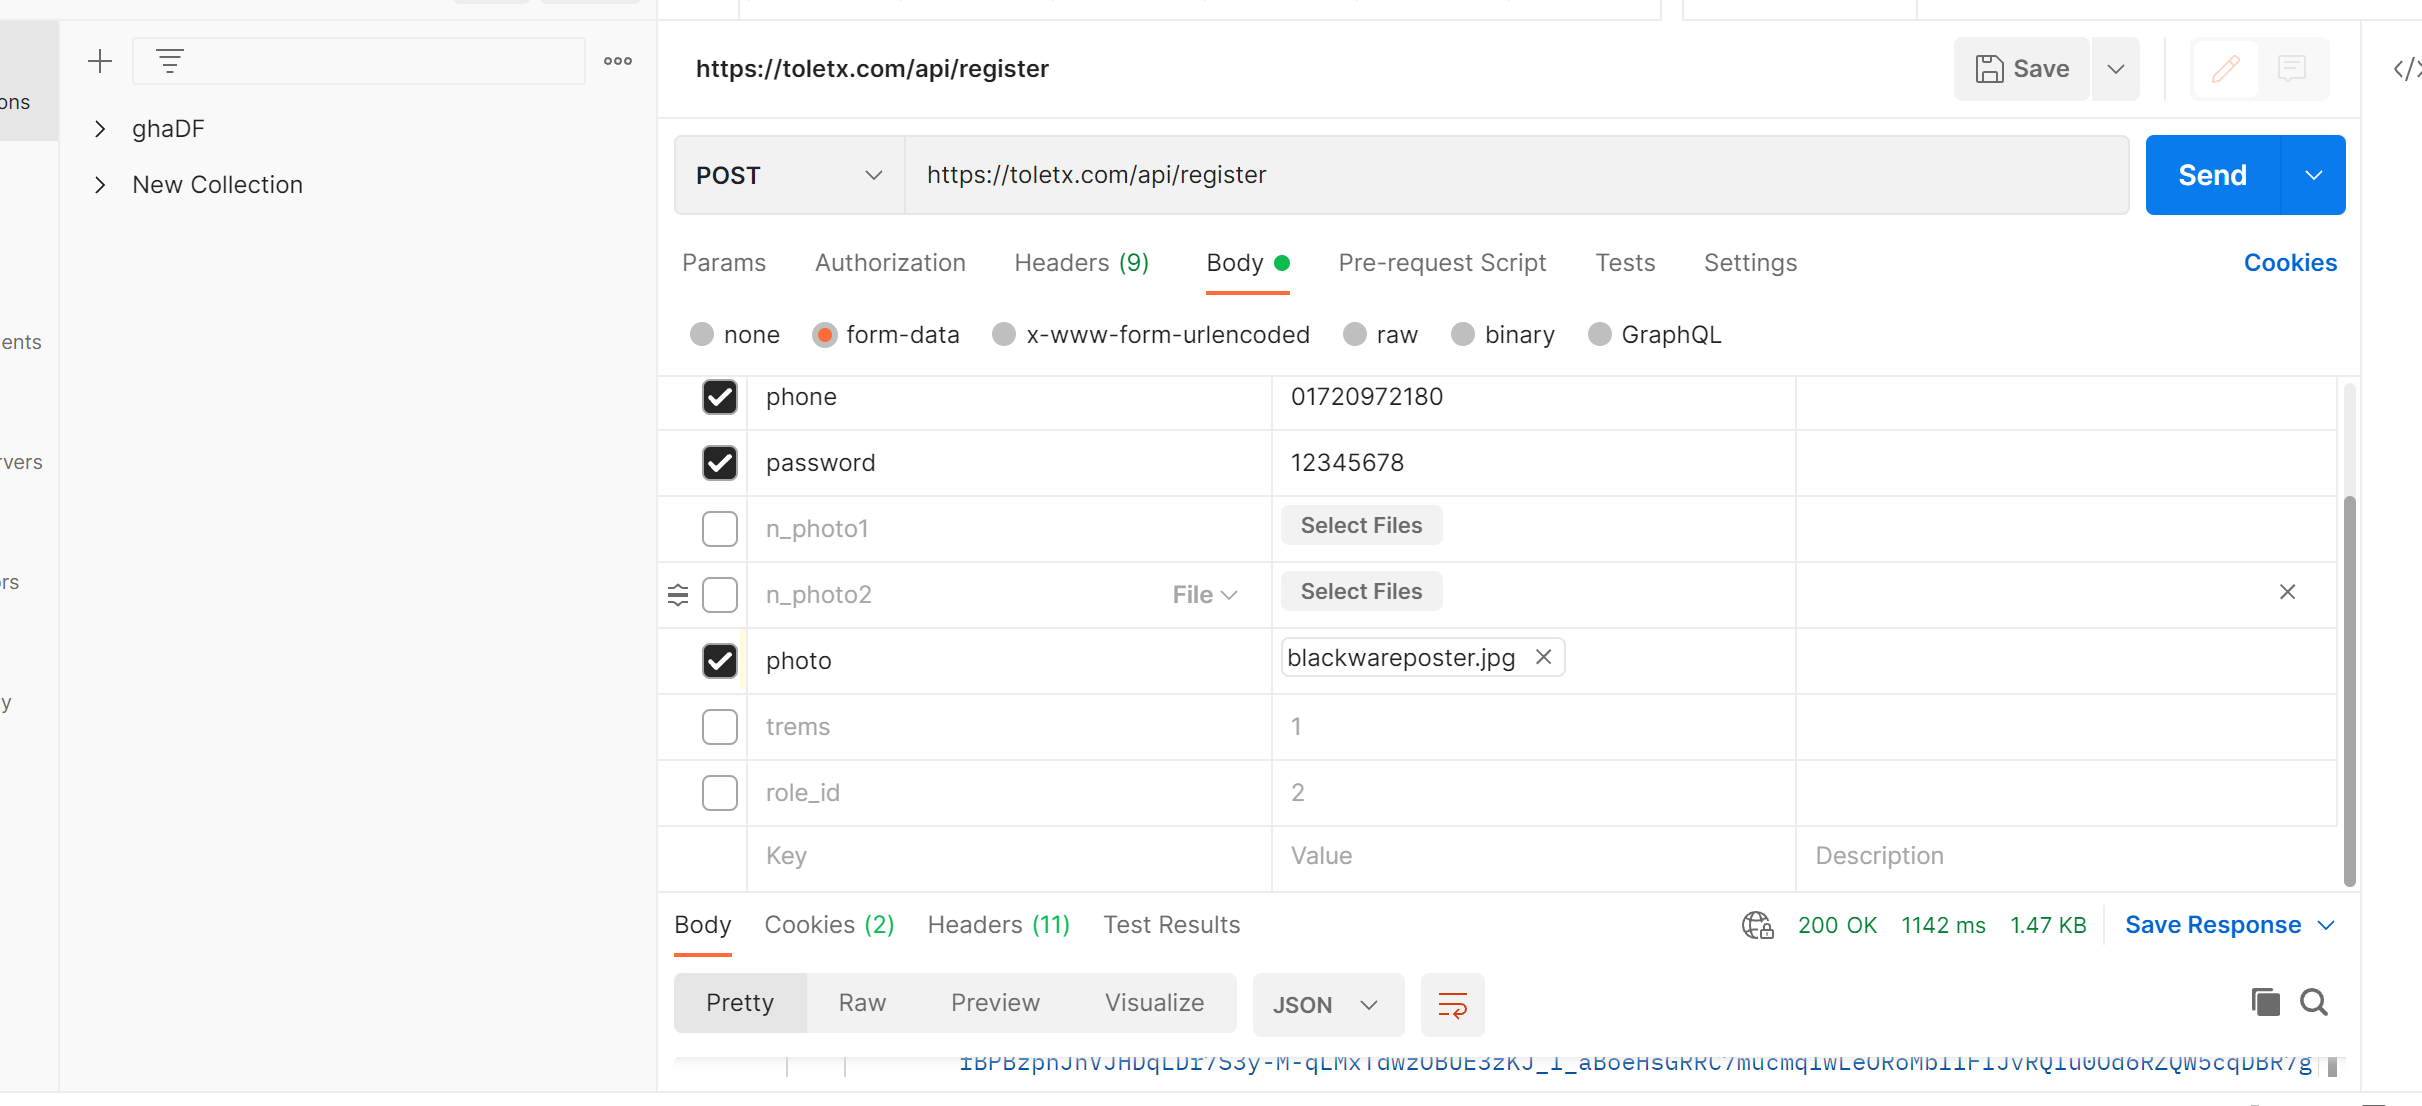 https://toletx.com/api/register
Save
ons
ghaDF
New Collection
POST
https://toletx.com/api/register
Send
Params Authorization Headers (9) Body Pre-request Script Tests Settings Cookies
none form-data x-www-form-urlencoded raw binary GraphQL
ents
phone 01720972180
vers
password 12345678
n_photo1 Select Files
rs
n_photo2 File Select Files
photo blackwareposter.jpg
y
trems 1
role_id 2
Key Value Description
Body Cookies (2) Headers (11) Test Results 200 OK 1142 ms 1.47 KB Save Response
Pretty Raw Preview Visualize JSON